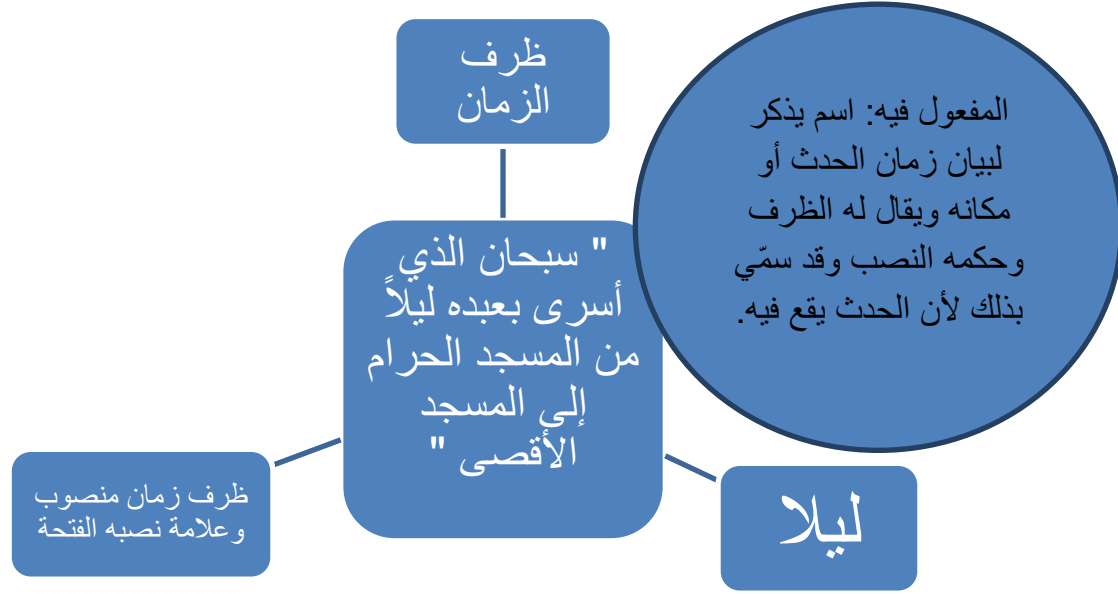 ظرف
الزمان
المفعول فيه: اسم يذكر
لبيان زمان الحدث أو
مكانه ويقال له الظرف
وحكمه النصب وقد سمّي
بذلك لأن الحدث يقع فيه.
" سبحان الذي
أسرى بعبده ليلاً
من المسجد الحرام
إلى المسجد
الأقصى "
ليلا
ظرف زمان منصوب
وعلامة نصبه الفتحة